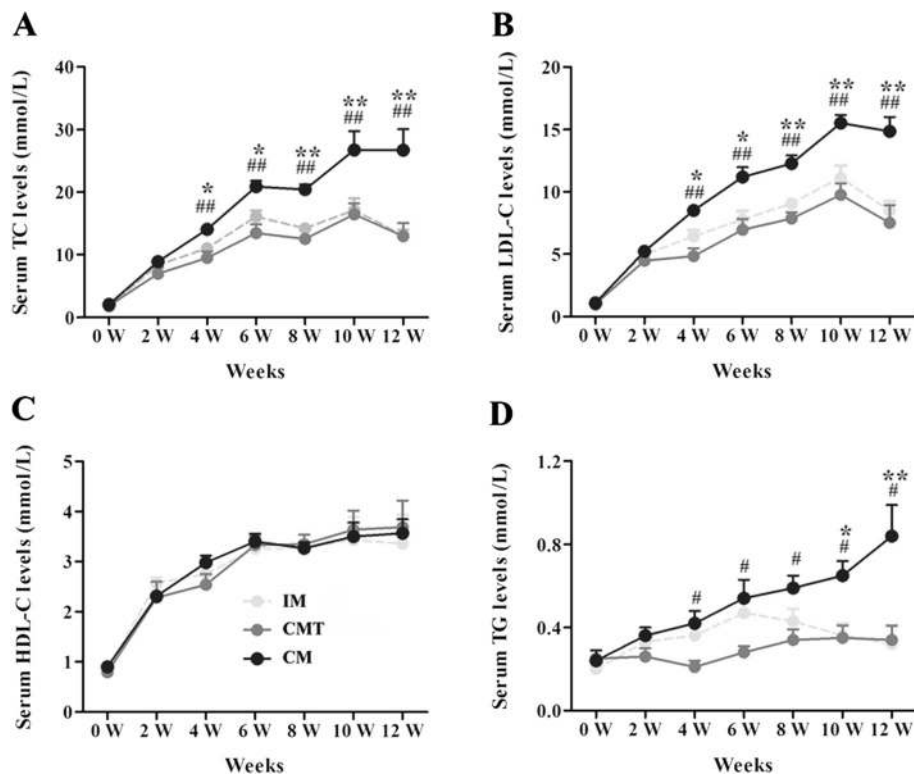 A
Serum TC levels (mmol/L)
40
30
20
10
0
* ## * ## ** ## ** ## ** ##
0 W 2 W 4 W 6 W 8 W 10 W 12 W
Weeks
B
Serum LDL-C levels (mmol/L)
20
15
10
5
0
* ## * ## ** ## ** ## ** ##
0 W 2 W 4 W 6 W 8 W 10 W 12 W
Weeks
C
Serum HDL-C levels (mmol/L)
5
4
3
2
1
0
IM
CMT
CM
0 W 2 W 4 W 6 W 8 W 10 W 12 W
Weeks
D
Serum TG levels (mmol/L)
1.2
0.8
0.4
0.0
# # # * # ** #
0 W 2 W 4 W 6 W 8 W 10 W 12 W
Weeks